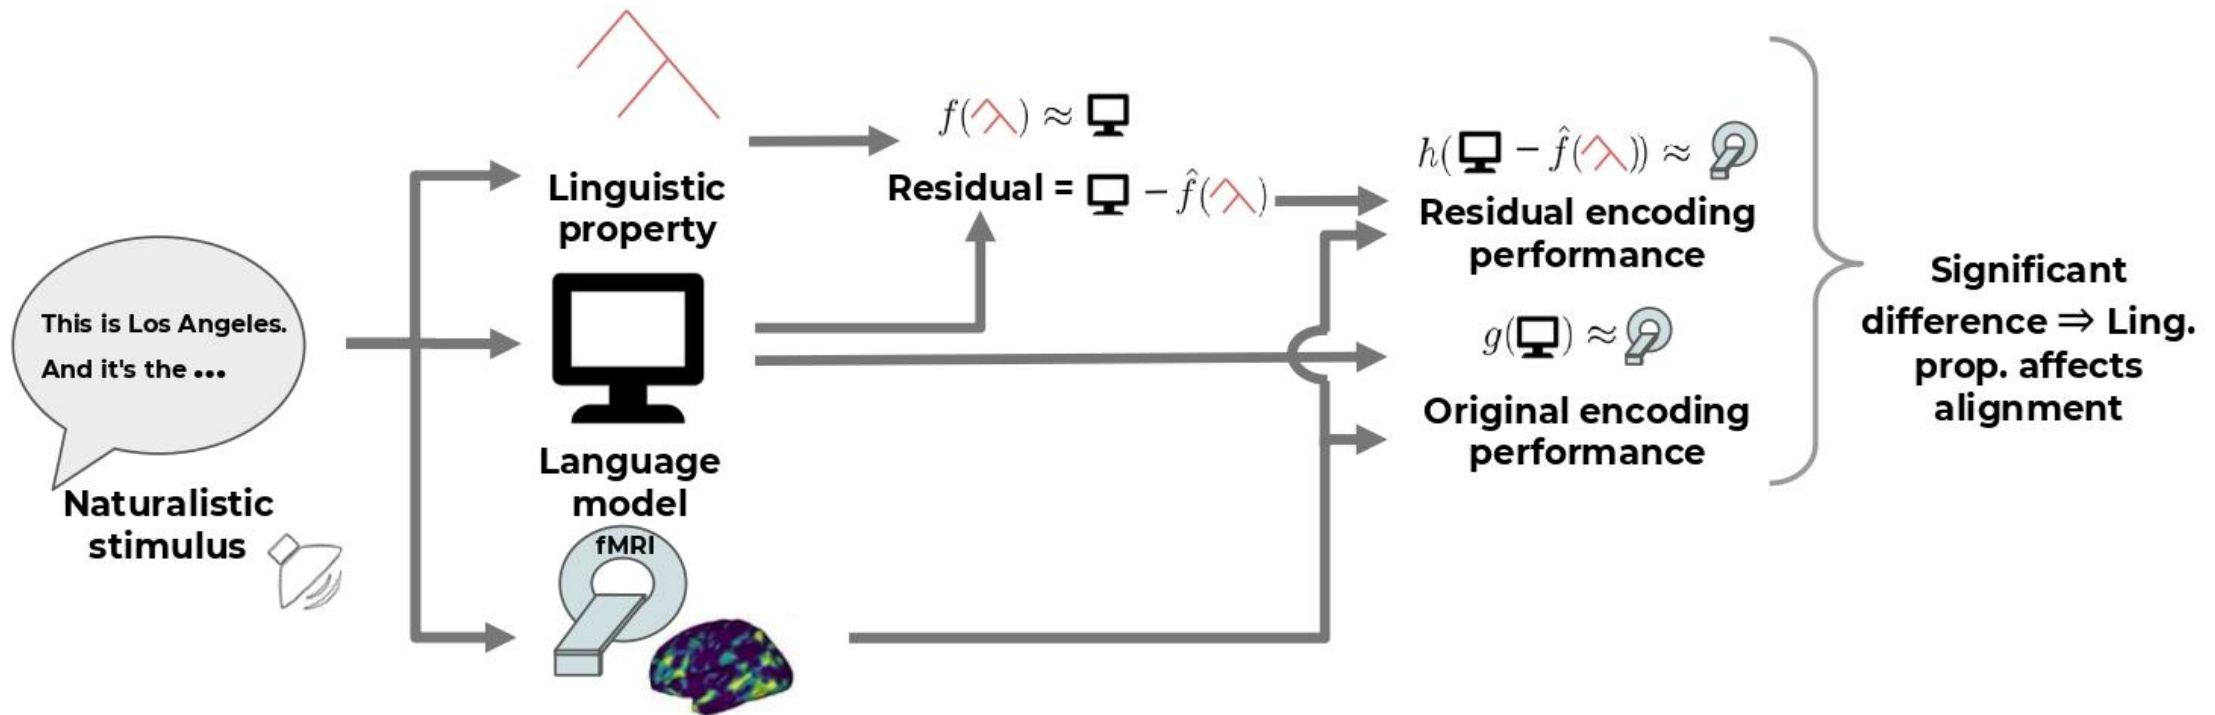 This is Los Angeles.
And it's the ...
Naturalistic
stimulus
Linguistic
property
Language
model
fMRI
f( ) ≈
Residual = − f̂( )
h( − f̂( )) ≈
Residual encoding
performance
g( ) ≈
Original encoding
performance
Significant
difference ⇒ Ling.
prop. affects
alignment